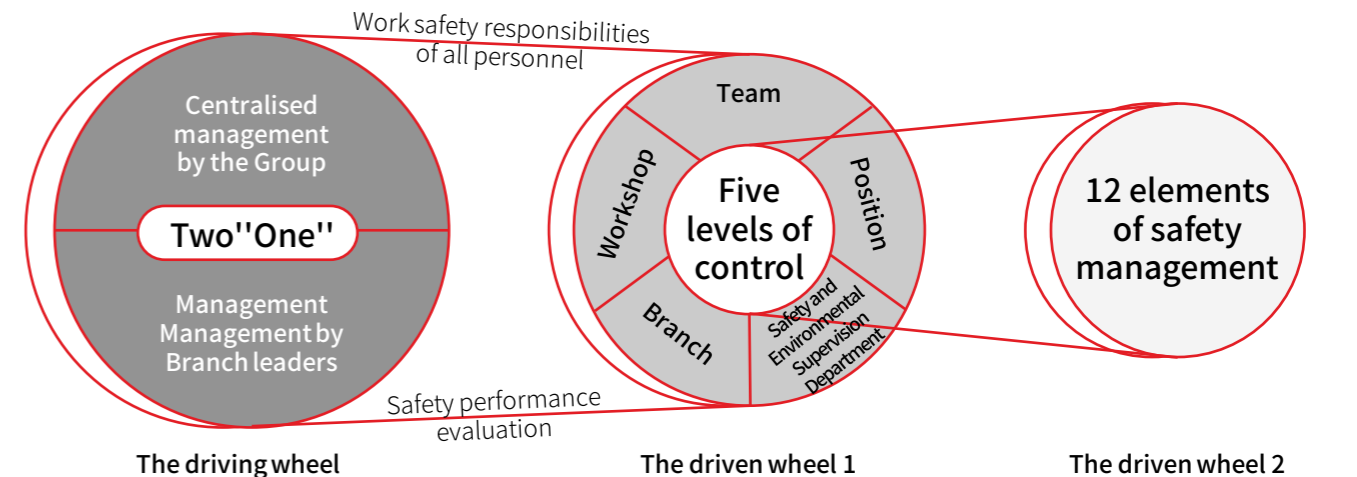 Work safety responsibilities
of all personnel
Centralised
management
by the Group
Two''One''
Management
Management by
Branch leaders
Safety performance
evaluation
The driving wheel
Team
Position
Workshop
Five
levels of
control
Branch
Safety and
Environmental
Supervision
Department
The driven wheel 1
12 elements
of safety
management
The driven wheel 2